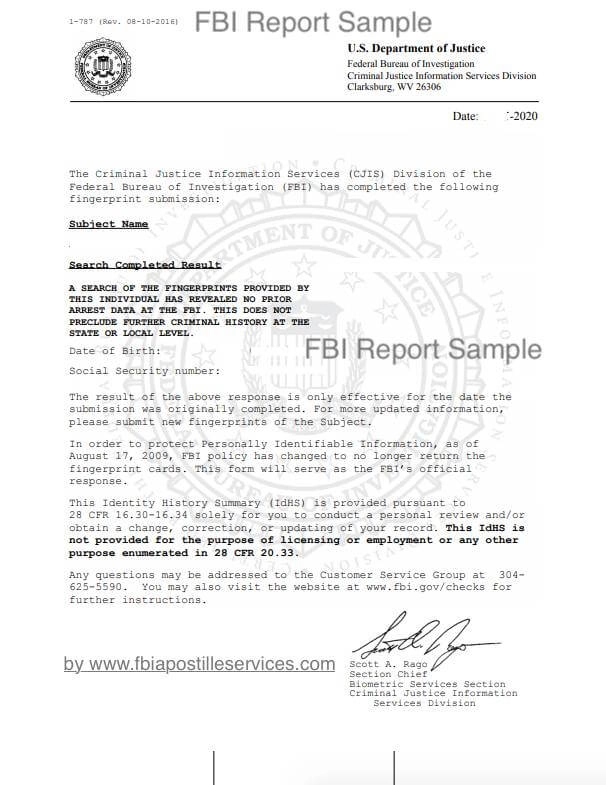 1-787 (Rev. 08-10-2016)
FBI Report Sample
U.S. Department of Justice
Federal Bureau of Investigation
Criminal Justice Information Services Division
Clarksburg, WV 26306
Date: -2020
The Criminal Justice Information Services (CJIS) Division of the
Federal Bureau of Investigation (FBI) has completed the following
fingerprint submission:
Subject Name
Search Completed Result
A SEARCH OF THE FINGERPRINTS PROVIDED BY
THIS INDIVIDUAL HAS REVEALED NO PRIOR
ARREST DATA AT THE FBI. THIS DOES NOT
PRECLUDE FURTHER CRIMINAL HISTORY AT THE
STATE OR LOCAL LEVEL.
Date of Birth:
FBI Report Sample
Social Security number:
The result of the above response is only effective for the date the
submission was originally completed. For more updated information,
please submit new fingerprints of the Subject.
In order to protect Personally Identifiable Information, as of
August 17, 2009, FBI policy has changed to no longer return the
fingerprint cards. This form will serve as the FBI's official
response.
This Identity History Summary (IdHS) is provided pursuant to
28 CFR 16.30-16.34 solely for you to conduct a personal review and/or
obtain a change, correction, or updating of your record. This IdHS is
not provided for the purpose of licensing or employment or any other
purpose enumerated in 28 CFR 20.33.
Any questions may be addressed to the Customer Service Group at 304-
625-5590. You may also visit the website at www.fbi.gov/checks for
further instructions.
by www.fbiapostilleservices.com
Scott A. Rago
Section Chief
Biometric Services Section
Criminal Justice Information
Services Division